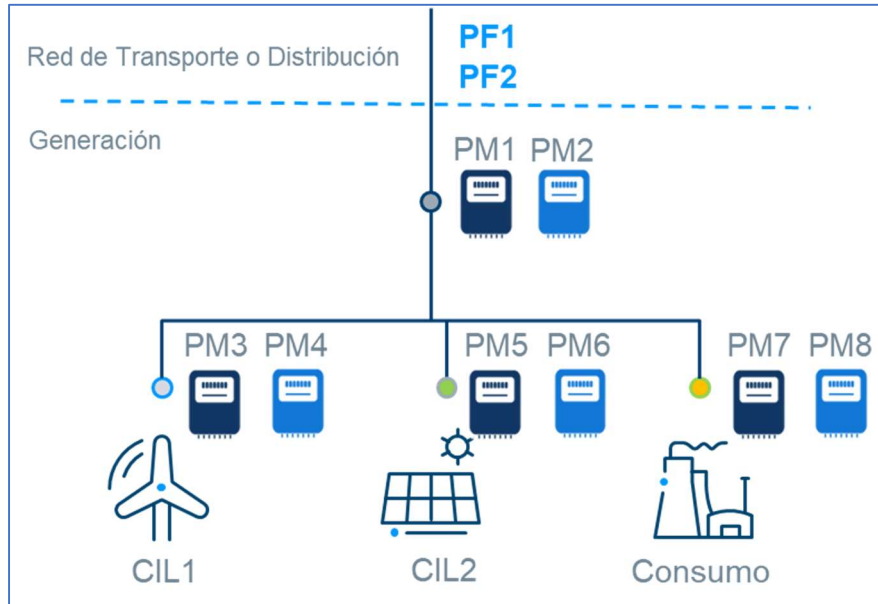 Red de Transporte o Distribución
PF1
PF2
Generación
PM1 PM2
PM3 PM4 PM5 PM6 PM7 PM8
CIL1 CIL2 Consumo